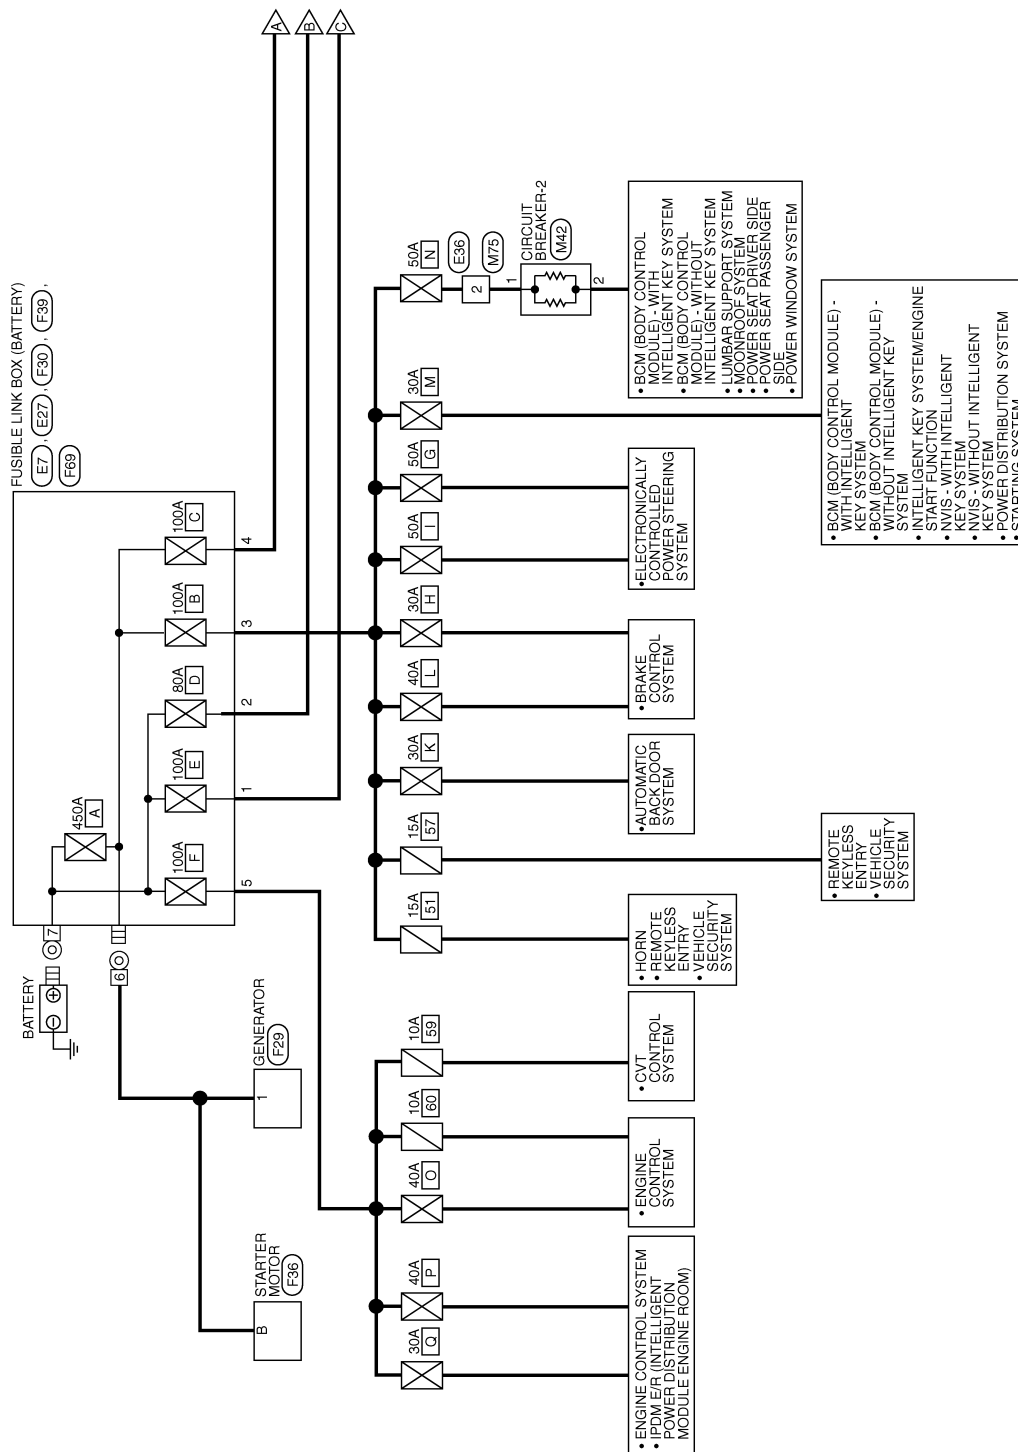 FUSIBLE LINK BOX (BATTERY)
E7 , E27 , F30 , F39 ,
F69
BATTERY
7
6
450A
A
100A
F
100A
E
80A
D
100A
B
100A
C
5
1
2
3
4
A
B
C
STARTER
MOTOR
F36
B
GENERATOR
F29
1
30A
Q
40A
P
40A
O
10A
60
10A
59
15A
51
15A
57
30A
K
40A
L
30A
H
50A
I
50A
G
30A
M
50A
N
E36
2
M75
CIRCUIT
BREAKER-2
M42
1
2
• ENGINE CONTROL SYSTEM
• IPDM E/R (INTELLIGENT
POWER DISTRIBUTION
MODULE ENGINE ROOM)
• ENGINE
CONTROL
SYSTEM
• CVT
CONTROL
SYSTEM
• HORN
• REMOTE
KEYLESS
ENTRY
• VEHICLE
SECURITY
SYSTEM
• REMOTE
KEYLESS
ENTRY
• VEHICLE
SECURITY
SYSTEM
• AUTOMATIC
BACK DOOR
SYSTEM
• BRAKE
CONTROL
SYSTEM
• ELECTRONICALLY
CONTROLLED
POWER STEERING
SYSTEM
• BCM (BODY CONTROL MODULE) -
WITH INTELLIGENT
KEY SYSTEM
• BCM (BODY CONTROL MODULE) -
WITHOUT INTELLIGENT KEY
SYSTEM
• INTELLIGENT KEY SYSTEM/ENGINE
START FUNCTION
• NVIS - WITH INTELLIGENT
KEY SYSTEM
• NVIS - WITHOUT INTELLIGENT
KEY SYSTEM
• POWER DISTRIBUTION SYSTEM
• STARTING SYSTEM
• BCM (BODY CONTROL
MODULE) - WITH
INTELLIGENT KEY SYSTEM
• BCM (BODY CONTROL
MODULE) - WITHOUT
INTELLIGENT KEY SYSTEM
• LUMBAR SUPPORT SYSTEM
• MOONROOF SYSTEM
• POWER SEAT DRIVER SIDE
• POWER SEAT PASSENGER
SIDE
• POWER WINDOW SYSTEM